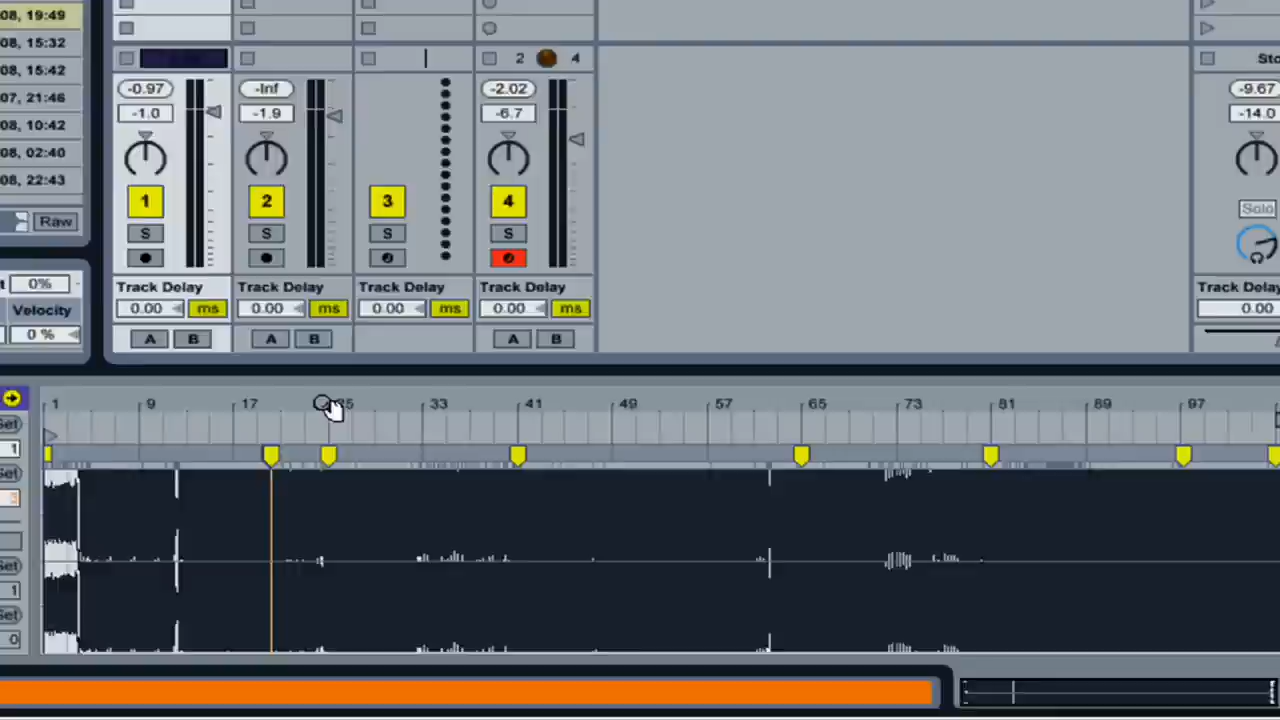 08, 19:49
08, 15:32
08, 15:42
07, 21:46
08, 10:42
08, 02:40
08, 22:43
Raw
0%
Velocity
0 %
2 4
-0.97 -Inf -2.02 -9.67
-1.0 -1.9 -6.7 -14.0
1 2 3 4
S S S S Solo
Track Delay Track Delay Track Delay Track Delay Track Delay
0.00 ms 0.00 ms 0.00 ms 0.00 ms 0.00
A B A B A B
1 9 17 33 41 49 57 65 73 81 89 97
Set
1
Set
Set
1
Set
0